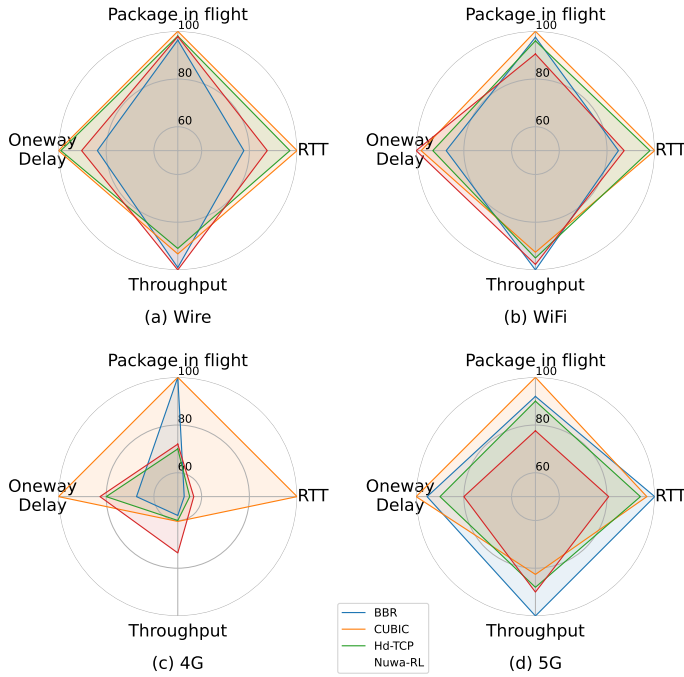 Package in flight
100
80
60
Oneway
Delay
RTT
Throughput
(a) Wire
Package in flight
100
80
60
Oneway
Delay
RTT
Throughput
(b) WiFi
Package in flight
100
80
60
Oneway
Delay
RTT
Throughput
(c) 4G
Package in flight
100
80
60
Oneway
Delay
RTT
Throughput
(d) 5G
BBR
CUBIC
Hd-TCP
Nuwa-RL